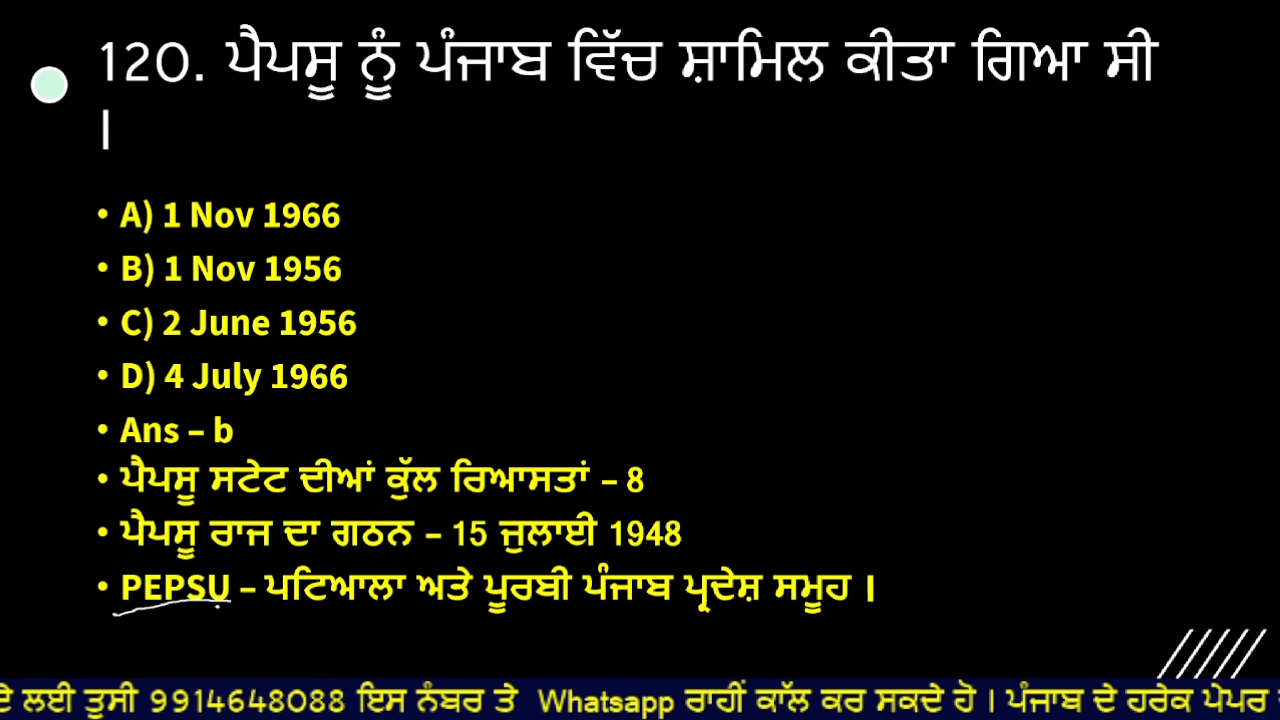 120. ਪੈਪਸੂ ਨੂੰ ਪੰਜਾਬ ਵਿੱਚ ਸ਼ਾਮਿਲ ਕੀਤਾ ਗਿਆ ਸੀ
।
• A) 1 Nov 1966
• B) 1 Nov 1956
• C) 2 June 1956
• D) 4 July 1966
• Ans – b
• ਪੈਪਸੂ ਸਟੇਟ ਦੀਆਂ ਕੁੱਲ ਰਿਆਸਤਾਂ – 8
• ਪੈਪਸੂ ਰਾਜ ਦਾ ਗਠਨ – 15 ਜੁਲਾਈ 1948
• PEPSU – ਪਟਿਆਲਾ ਅਤੇ ਪੂਰਬੀ ਪੰਜਾਬ ਪ੍ਰਦੇਸ਼ ਸਮੂਹ ।
ਲਈ ਤੁਸੀ 9914648088 ਇਸ ਨੰਬਰ ਤੇ Whatsapp ਰਾਹੀਂ ਕਾੱਲ ਕਰ ਸਕਦੇ ਹੋ । ਪੰਜਾਬ ਦੇ ਹਰੇਕ ਪੇਪਰ